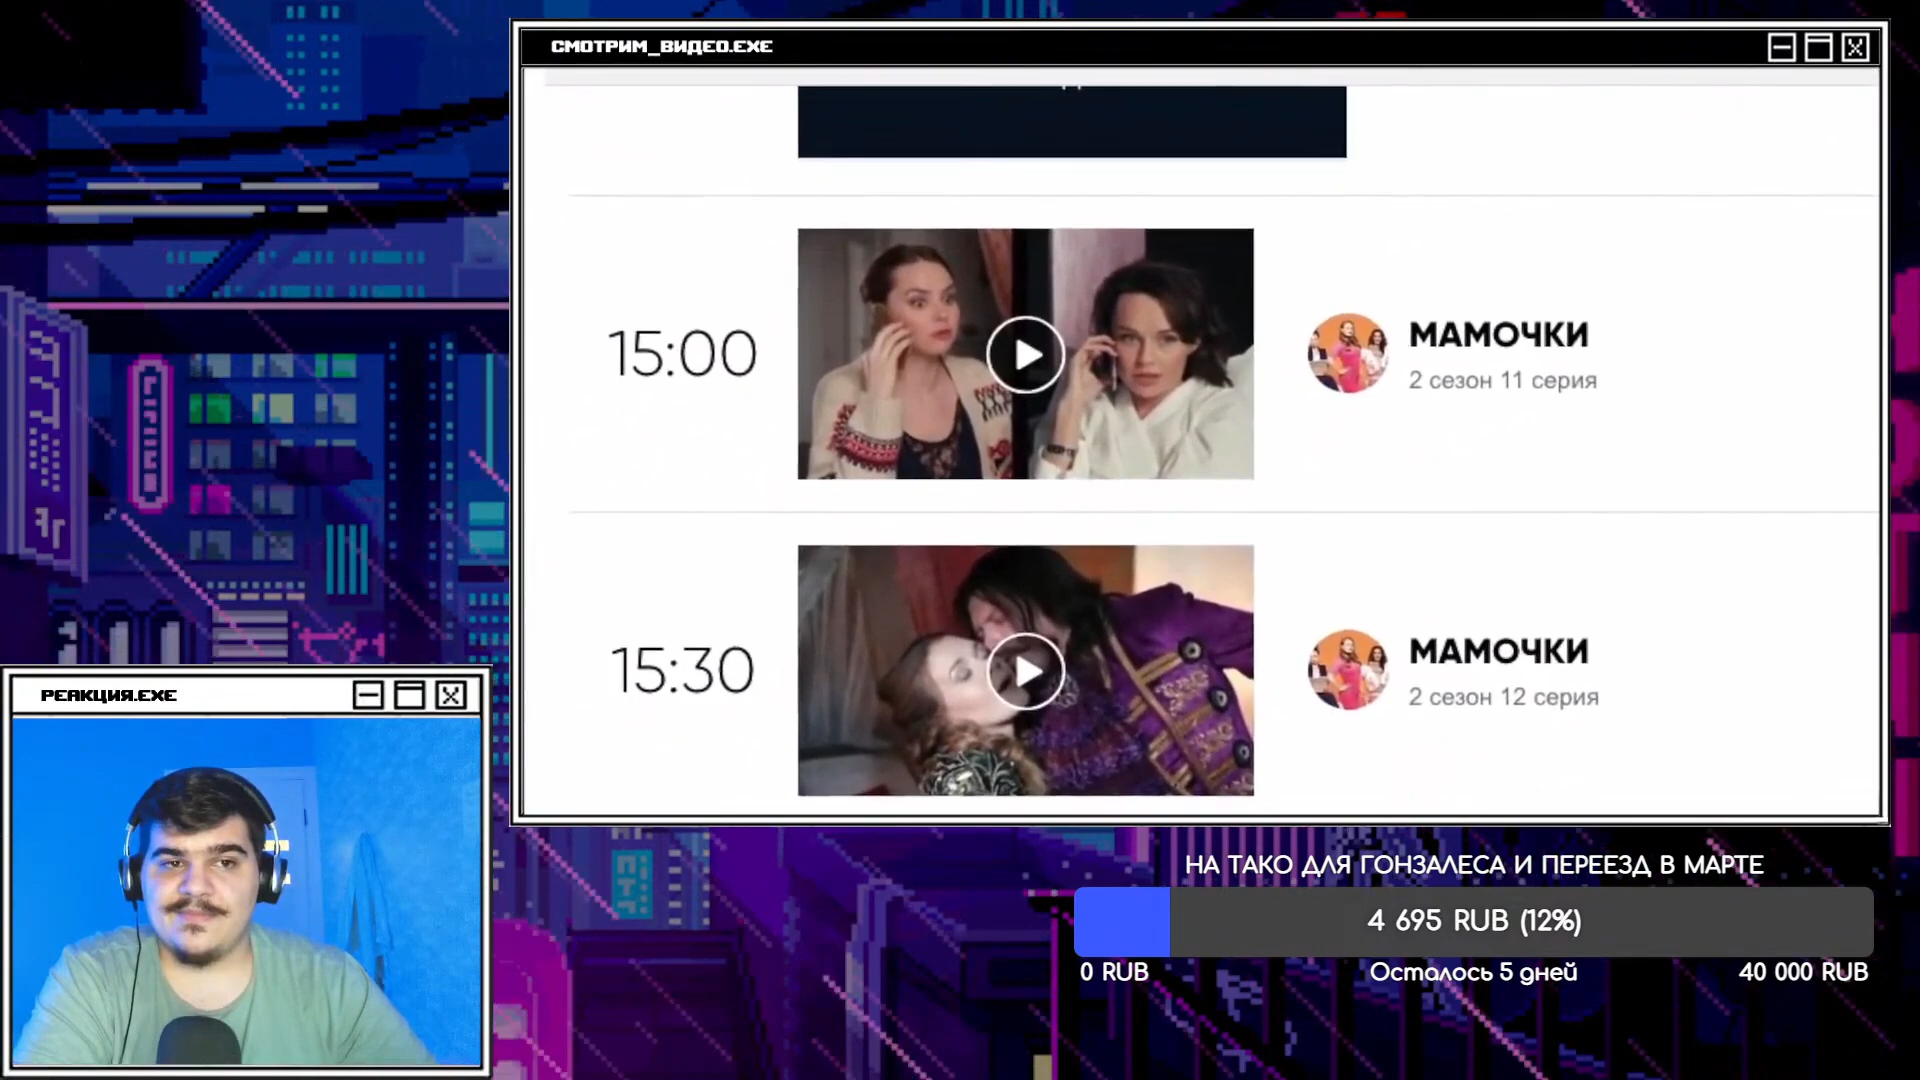 СМОТРИМ_ВИДЕО.EXE
15:00
МАМОЧКИ
2 сезон 11 серия
15:30
МАМОЧКИ
2 сезон 12 серия
РЕАКЦИЯ.EXE
НА ТАКО ДЛЯ ГОНЗАЛЕСА И ПЕРЕЕЗД В МАРТЕ
4 695 RUB (12%)
0 RUB
Осталось 5 дней
40 000 RUB